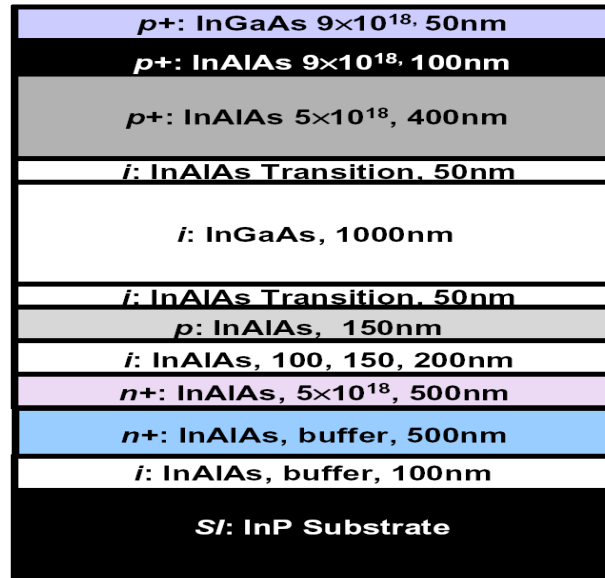 p+: InGaAs 9×10¹⁸, 50nm
p+: InAlAs 9×10¹⁸, 100nm
p+: InAlAs 5×10¹⁸, 400nm
i: InAlAs Transition, 50nm
i: InGaAs, 1000nm
i: InAlAs Transition, 50nm
p: InAlAs, 150nm
i: InAlAs, 100, 150, 200nm
n+: InAlAs, 5×10¹⁸, 500nm
n+: InAlAs, buffer, 500nm
i: InAlAs, buffer, 100nm
SI: InP Substrate